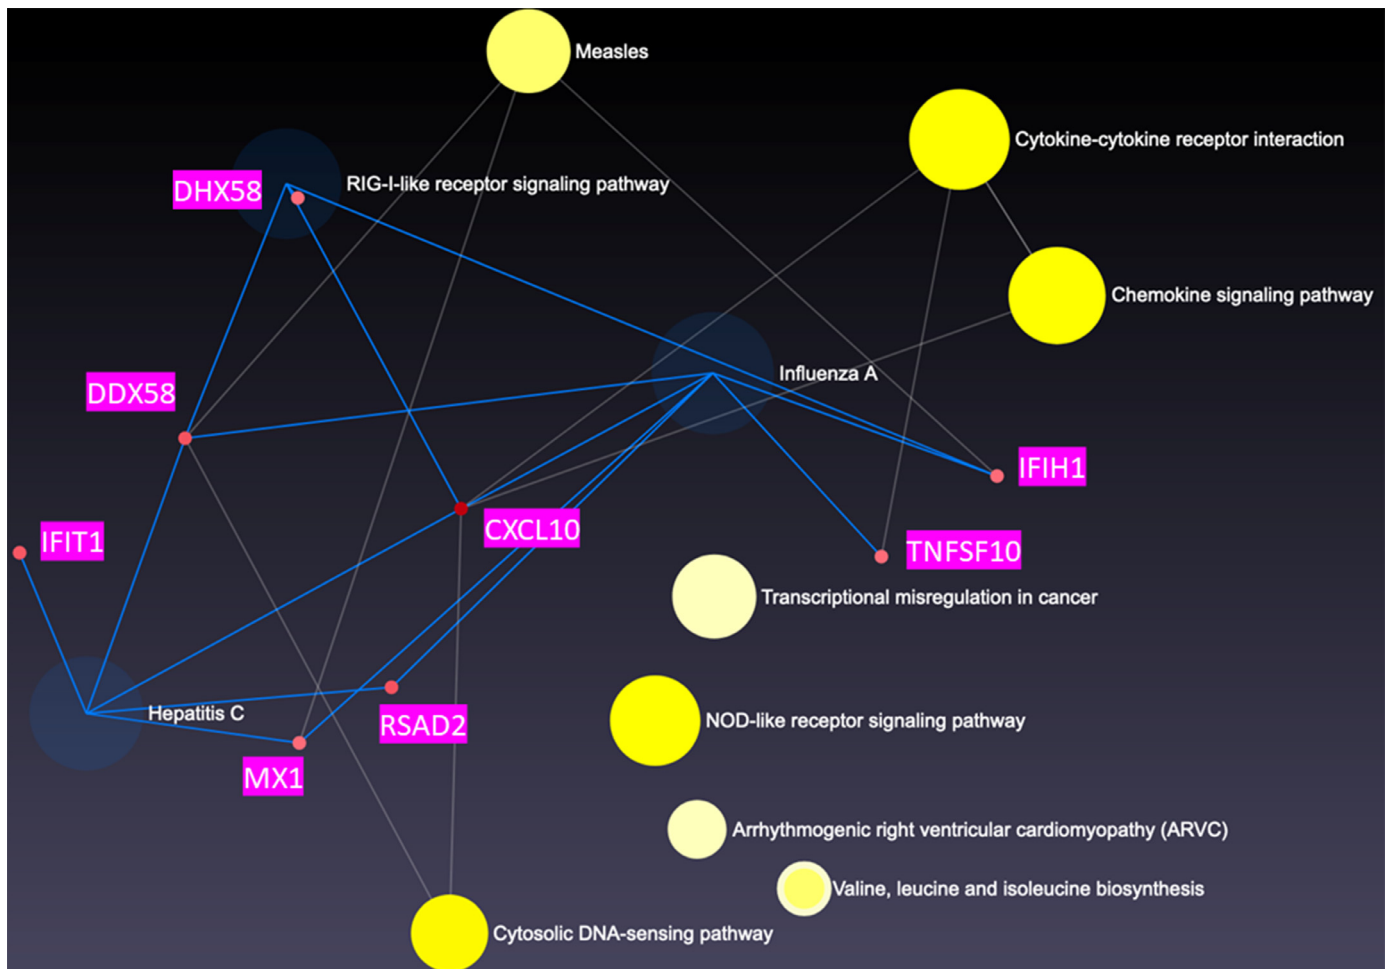 Measles
Cytokine-cytokine receptor interaction
DHX58
RIG-I-like receptor signaling pathway
Chemokine signaling pathway
Influenza A
DDX58
IFIH1
CXCL10
IFIT1
TNFSF10
Transcriptional misregulation in cancer
Hepatitis C
RSAD2
NOD-like receptor signaling pathway
MX1
Arrhythmogenic right ventricular cardiomyopathy (ARVC)
Valine, leucine and isoleucine biosynthesis
Cytosolic DNA-sensing pathway